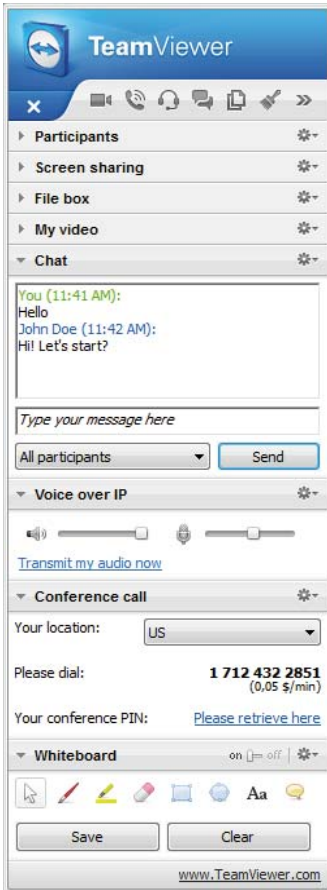 TeamViewer
Participants
Screen sharing
File box
My video
Chat
You (11:41 AM):
Hello
John Doe (11:42 AM):
Hi! Let's start?
Type your message here
All participants Send
Voice over IP
Transmit my audio now
Conference call
Your location: US
Please dial: 1 712 432 2851
(0,05 $/min)
Your conference PIN: Please retrieve here
Whiteboard on off
Aa
Save Clear
www.TeamViewer.com